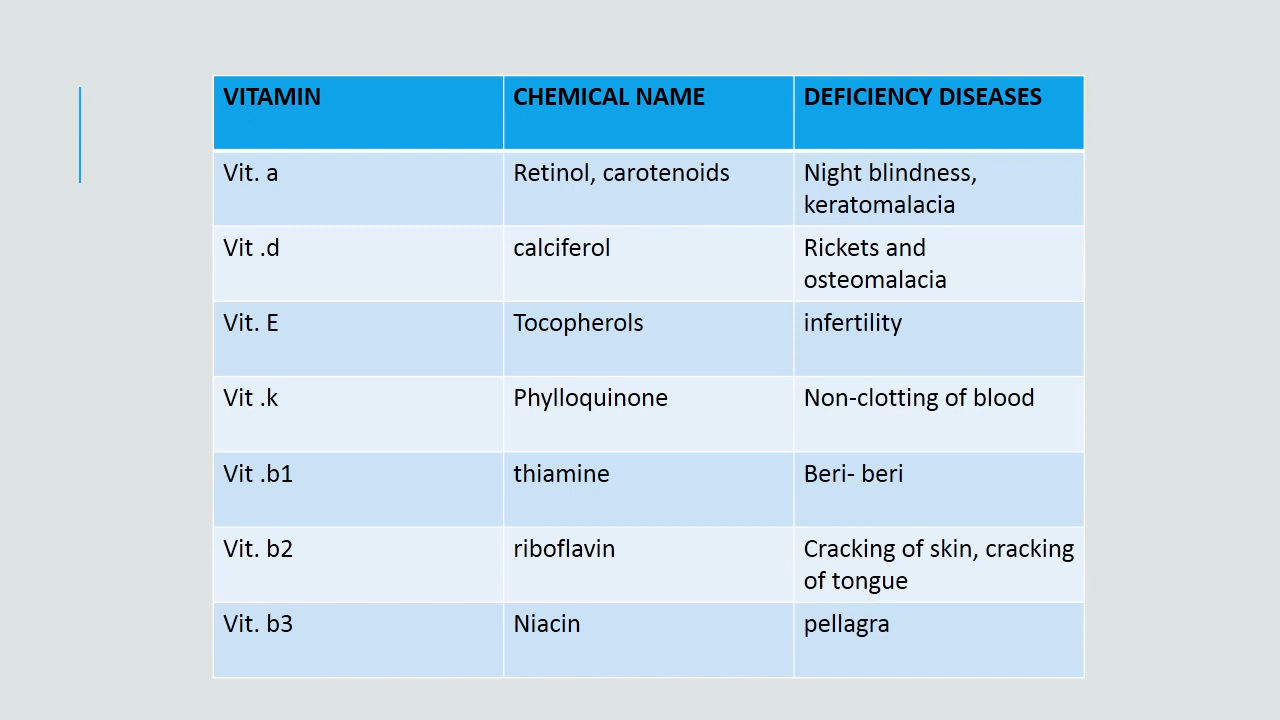 VITAMIN CHEMICAL NAME DEFICIENCY DISEASES
Vit. a Retinol, carotenoids Night blindness,
keratomalacia
Vit .d calciferol Rickets and
osteomalacia
Vit. E Tocopherols infertility
Vit .k Phylloquinone Non-clotting of blood
Vit .b1 thiamine Beri- beri
Vit. b2 riboflavin Cracking of skin, cracking
of tongue
Vit. b3 Niacin pellagra